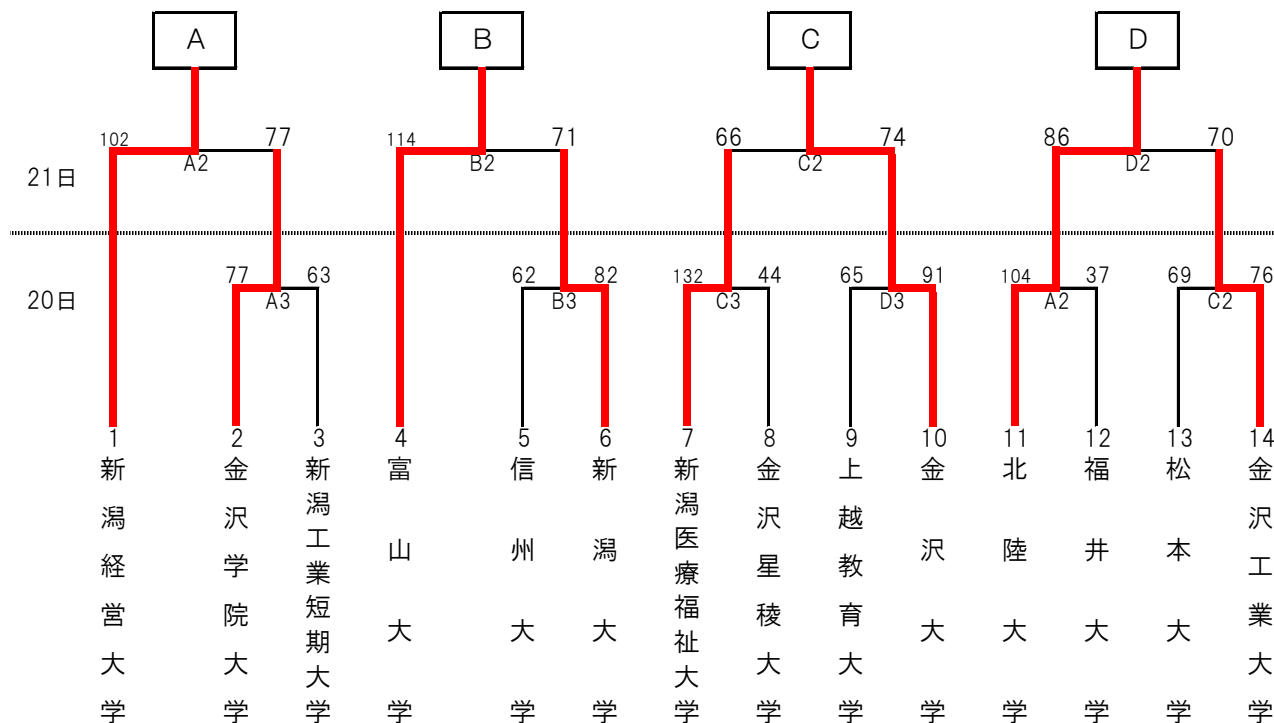 A B C D
102 77 114 71 66 74 86 70
A2 B2 C2 D2
21日
77 63 62 82 132 44 65 91 104 37 69 76
20日 A3 B3 C3 D3 A2 C2
1 2 3 4 5 6 7 8 9 10 11 12 13 14
新潟経営大学
金沢学院大学
新潟工業短期大学
富山大学
信州大学
新潟大学
新潟医療福祉大学
金沢星稜大学
上越教育大学
金沢大学
北陸大学
福井大学
松本大学
金沢工業大学